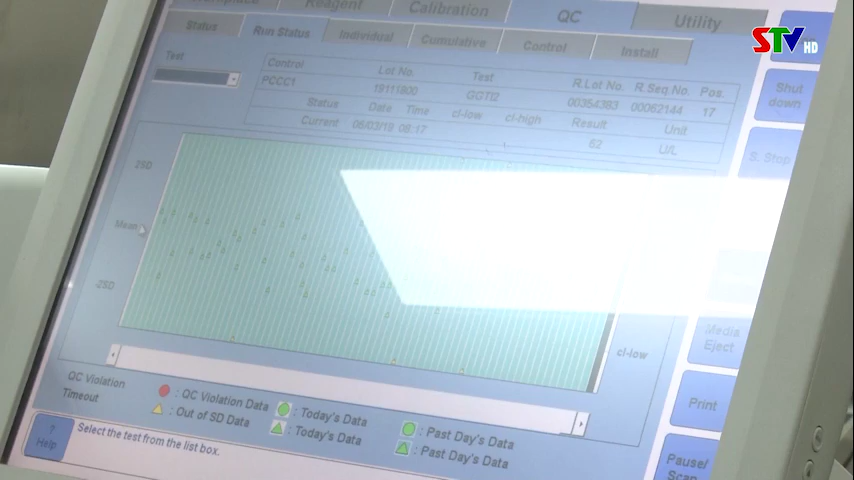 Reagent Calibration QC Utility
STV HD
Status Run Status Individual Cumulative Control Install
Test
Control Lot No. Test R.Lot No. R.Seq.No. Pos.
PCCC1 19111800 GGTI2 00354383 00062144 17
Status Date Time cl-low cl-high Result Unit
Current 05/03/19 08:17 62 U/L
Shut
down
S. Stop
2SD
Mean
2SD
cl-low
Media
Eject
Print
Pause/
Scan
QC Violation
Timeout
: QC Violation Data : Today's Data : Past Day's Data
: Out of SD Data : Today's Data : Past Day's Data
?
Help
Select the test from the list box.